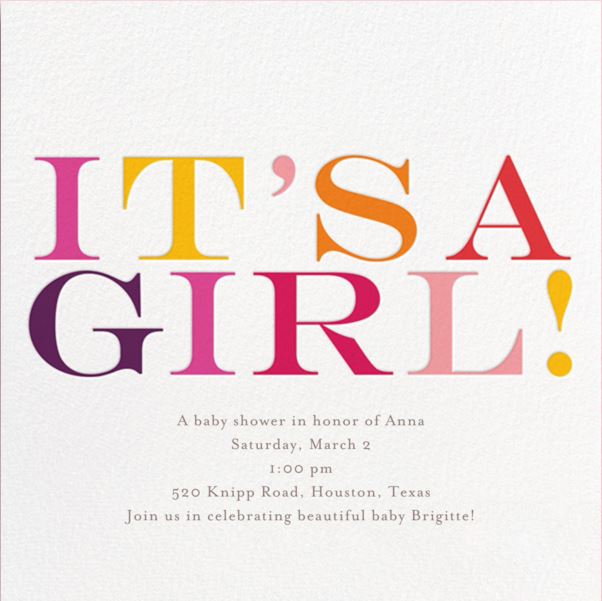 IT'S A
GIRL!
A baby shower in honor of Anna
Saturday, March 2
1:00 pm
520 Knipp Road, Houston, Texas
Join us in celebrating beautiful baby Brigitte!